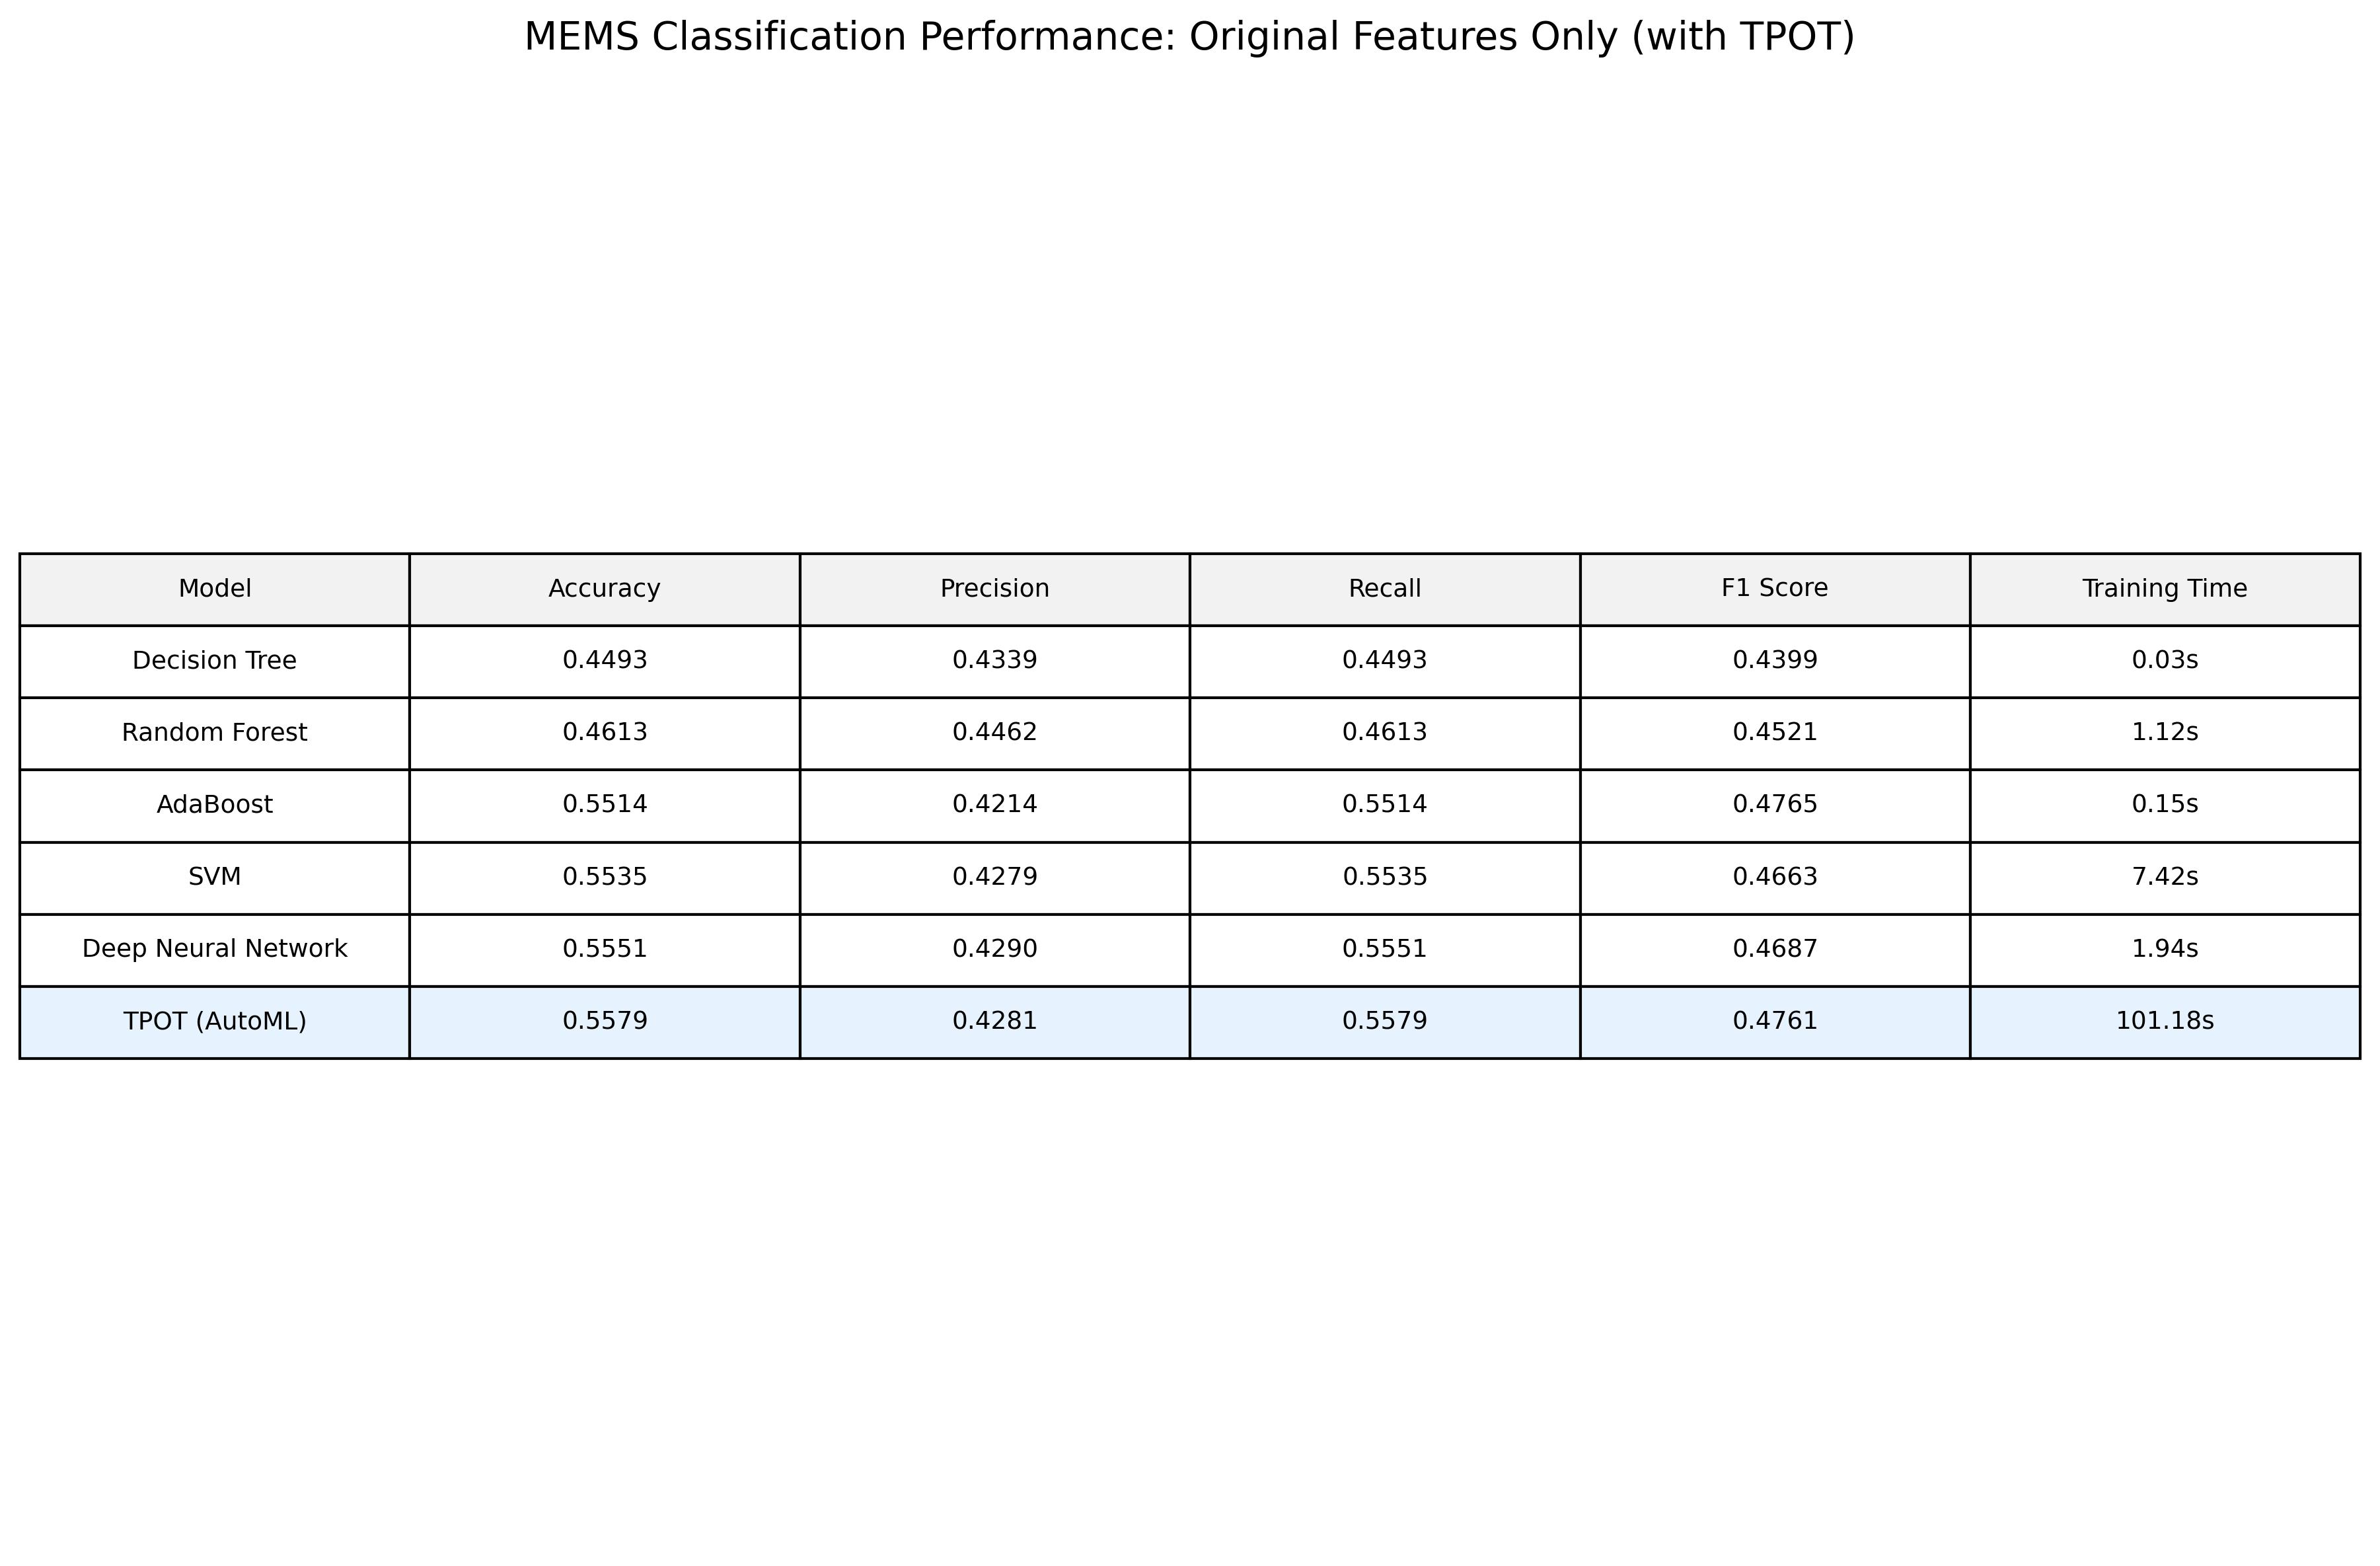 MEMS Classification Performance: Original Features Only (with TPOT)
Model Accuracy Precision Recall F1 Score Training Time
Decision Tree 0.4493 0.4339 0.4493 0.4399 0.03s
Random Forest 0.4613 0.4462 0.4613 0.4521 1.12s
AdaBoost 0.5514 0.4214 0.5514 0.4765 0.15s
SVM 0.5535 0.4279 0.5535 0.4663 7.42s
Deep Neural Network 0.5551 0.4290 0.5551 0.4687 1.94s
TPOT (AutoML) 0.5579 0.4281 0.5579 0.4761 101.18s